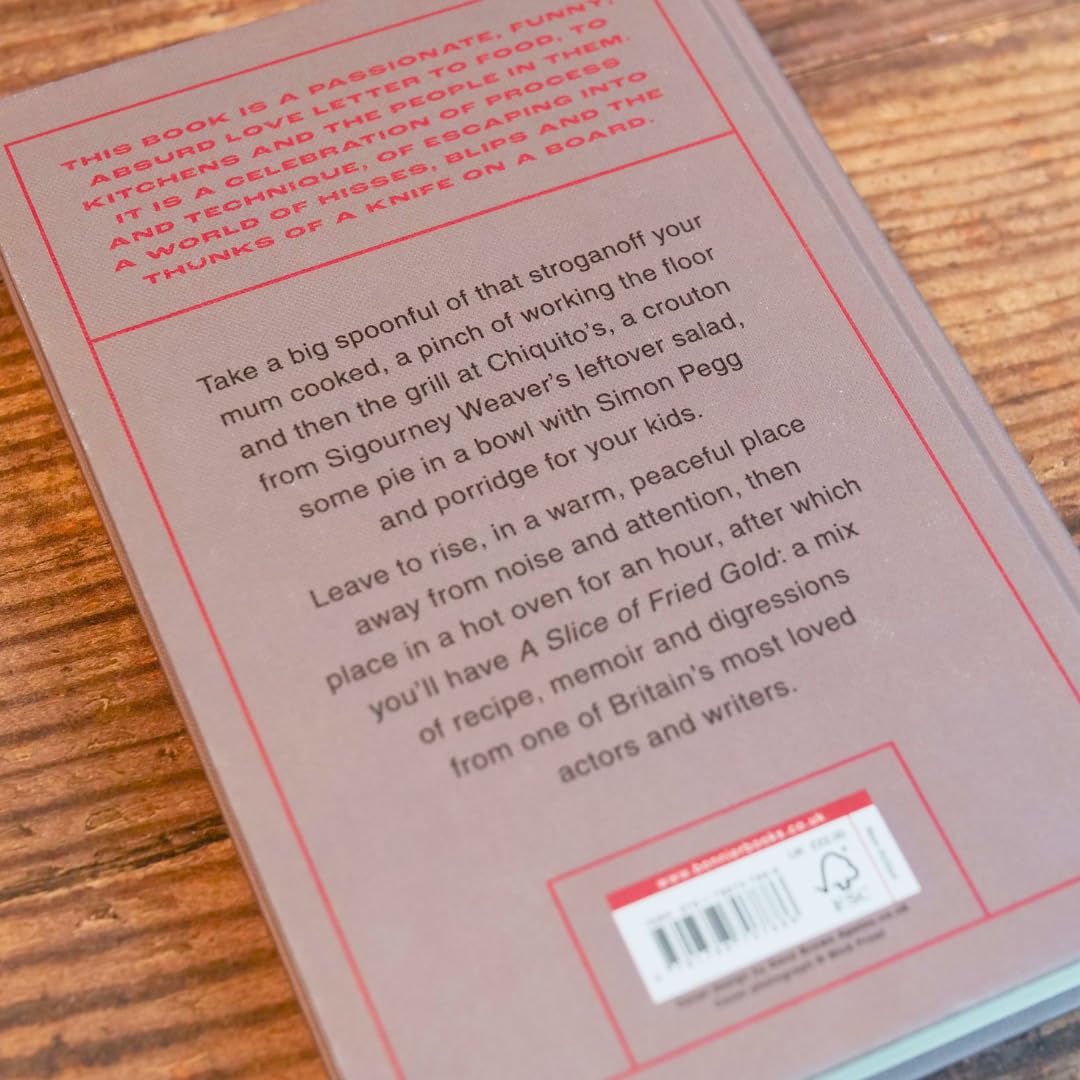 THIS BOOK IS A PASSIONATE, FUNNY,
ABSURD LOVE LETTER TO FOOD, TO
KITCHENS AND THE PEOPLE IN THEM.
IT IS A CELEBRATION OF PROCESS
AND TECHNIQUE, OF ESCAPING INTO
A WORLD OF HISSES, BLIPS AND THE
THUNKS OF A KNIFE ON A BOARD.
Take a big spoonful of that stroganoff your
mum cooked, a pinch of working the floor
and then the grill at Chiquito's, a crouton
from Sigourney Weaver's leftover salad,
some pie in a bowl with Simon Pegg
and porridge for your kids.
Leave to rise, in a warm, peaceful place
away from noise and attention, then
place in a hot oven for an hour, after which
you'll have A Slice of Fried Gold: a mix
of recipe, memoir and digressions
from one of Britain's most loved
actors and writers.
www.bonnierbooks.co.uk
FSC